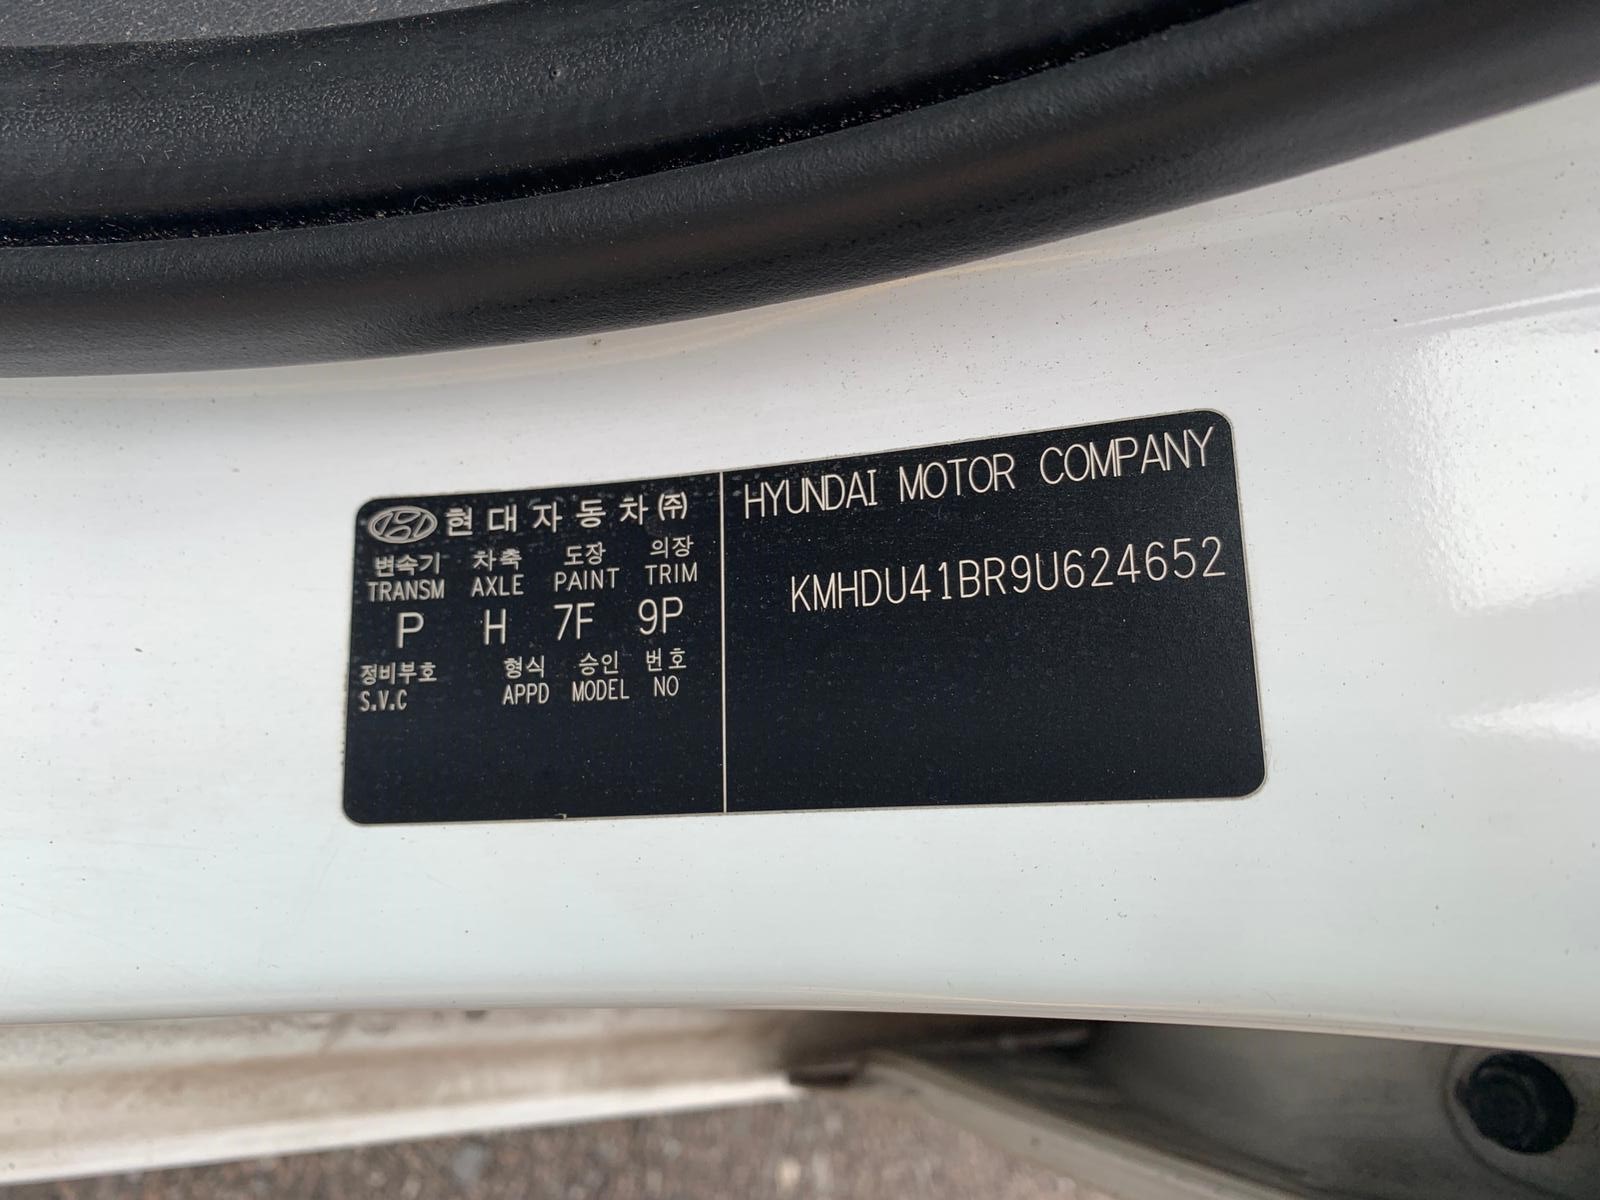 현대자동차(주)
변속기 차축 도장 의장
TRANSM AXLE PAINT TRIM
P H 7F 9P
정비부호 형식 승인 번호
S.V.C APPD MODEL NO
HYUNDAI MOTOR COMPANY
KMHDU41BR9U624652